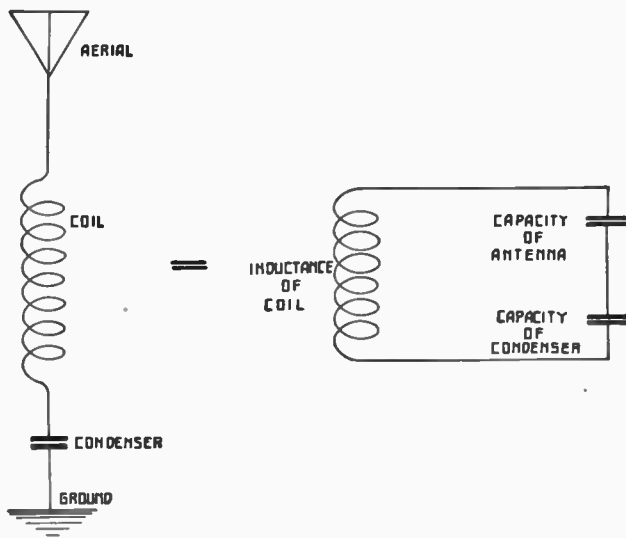 AERIAL
COIL
CONDENSER
GROUND
INDUCTANCE
OF
COIL
CAPACITY
OF
ANTENNA
CAPACITY
OF
CONDENSER